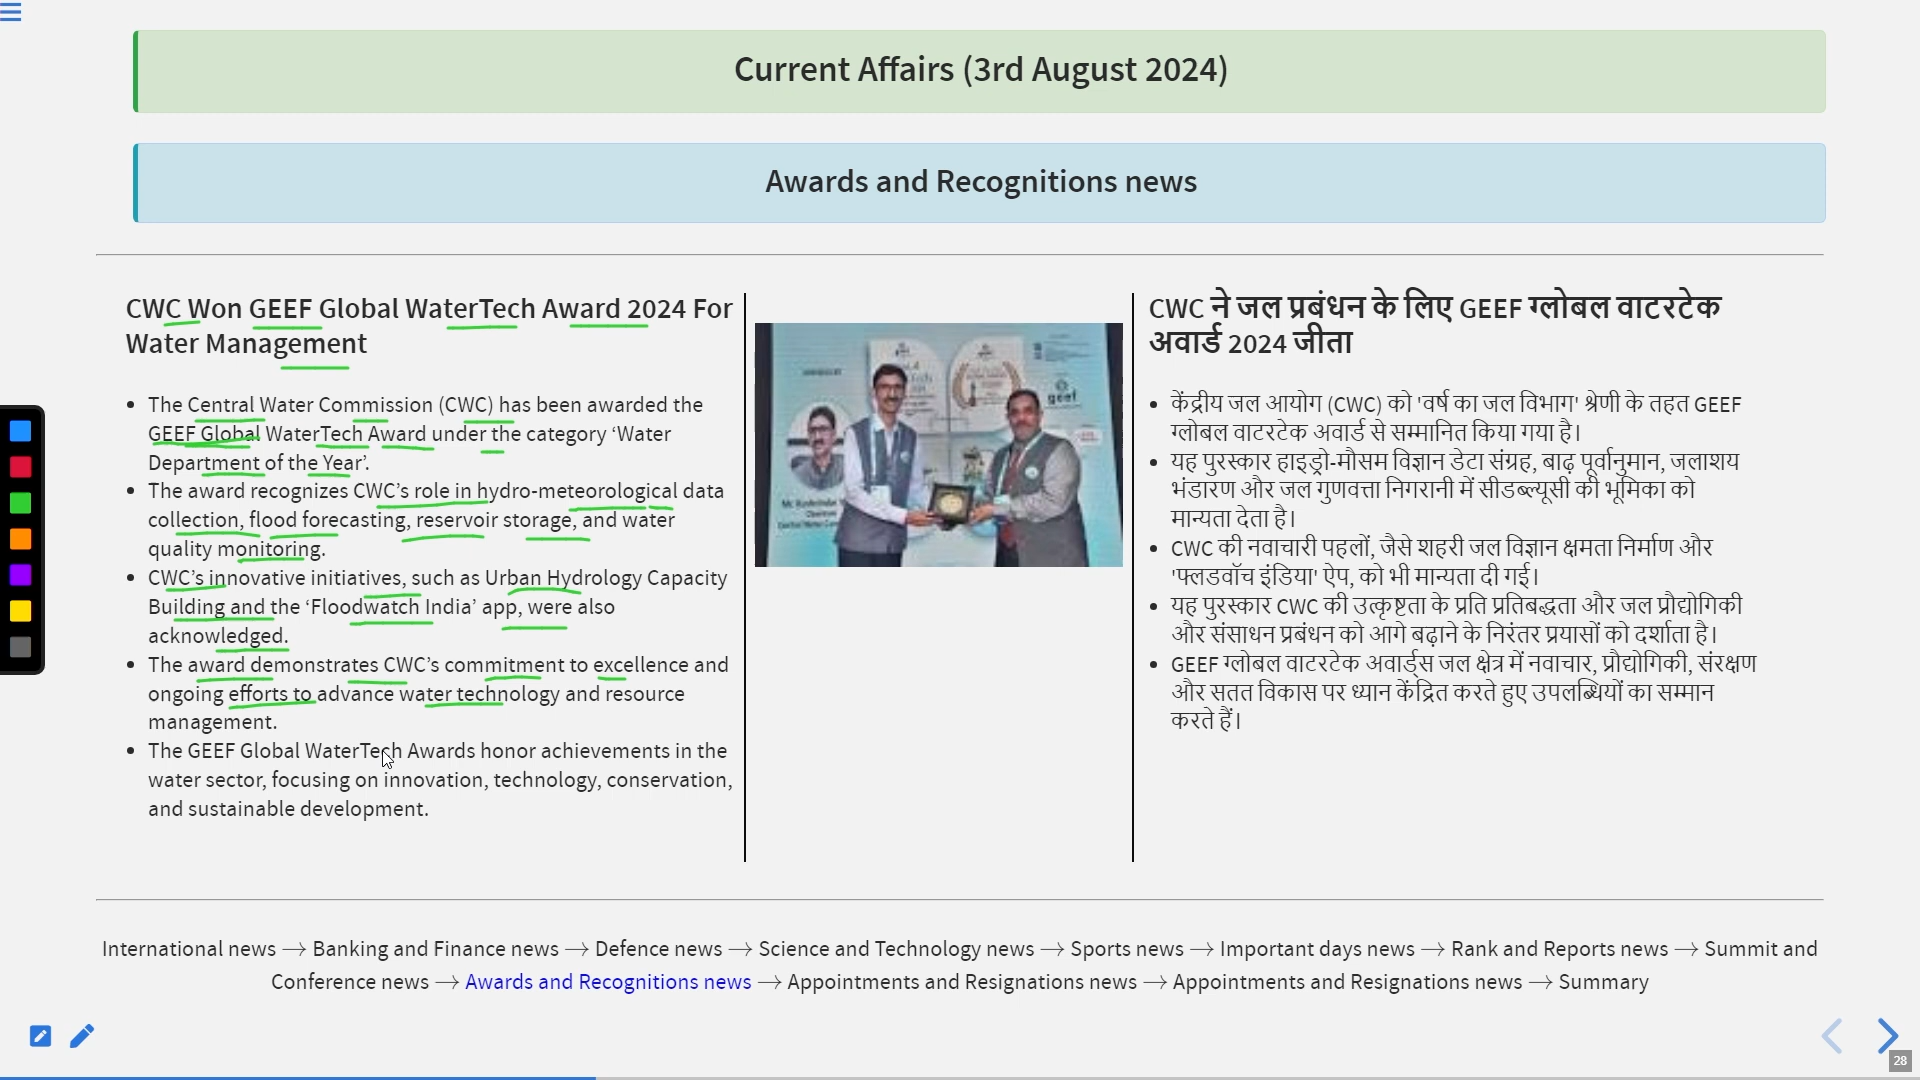 Current Affairs (3rd August 2024)
Awards and Recognitions news
CWC Won GEEF Global WaterTech Award 2024 For
Water Management
• The Central Water Commission (CWC) has been awarded the
GEEF Global WaterTech Award under the category ‘Water
Department of the Year’.
• The award recognizes CWC’s role in hydro-meteorological data
collection, flood forecasting, reservoir storage, and water
quality monitoring.
• CWC’s innovative initiatives, such as Urban Hydrology Capacity
Building and the ‘Floodwatch India’ app, were also
acknowledged.
• The award demonstrates CWC’s commitment to excellence and
ongoing efforts to advance water technology and resource
management.
• The GEEF Global WaterTech Awards honor achievements in the
water sector, focusing on innovation, technology, conservation,
and sustainable development.
geef
CWC ने जल प्रबंधन के लिए GEEF ग्लोबल वाटरटेक
अवार्ड 2024 जीता
• केंद्रीय जल आयोग (CWC) को 'वर्ष का जल विभाग' श्रेणी के तहत GEEF
ग्लोबल वाटरटेक अवार्ड से सम्मानित किया गया है।
• यह पुरस्कार हाइड्रो-मौसम विज्ञान डेटा संग्रह, बाढ़ पूर्वानुमान, जलाशय
भंडारण और जल गुणवत्ता निगरानी में सीडब्ल्यूसी की भूमिका को
मान्यता देता है।
• CWC की नवाचारी पहलों, जैसे शहरी जल विज्ञान क्षमता निर्माण और
'फ्लडवॉच इंडिया' ऐप, को भी मान्यता दी गई।
• यह पुरस्कार CWC की उत्कृष्टता के प्रति प्रतिबद्धता और जल प्रौद्योगिकी
और संसाधन प्रबंधन को आगे बढ़ाने के निरंतर प्रयासों को दर्शाता है।
• GEEF ग्लोबल वाटरटेक अवार्ड्स जल क्षेत्र में नवाचार, प्रौद्योगिकी, संरक्षण
और सतत विकास पर ध्यान केंद्रित करते हुए उपलब्धियों का सम्मान
करते हैं।
International news → Banking and Finance news → Defence news → Science and Technology news → Sports news → Important days news → Rank and Reports news → Summit and
Conference news → Awards and Recognitions news → Appointments and Resignations news → Appointments and Resignations news → Summary
28